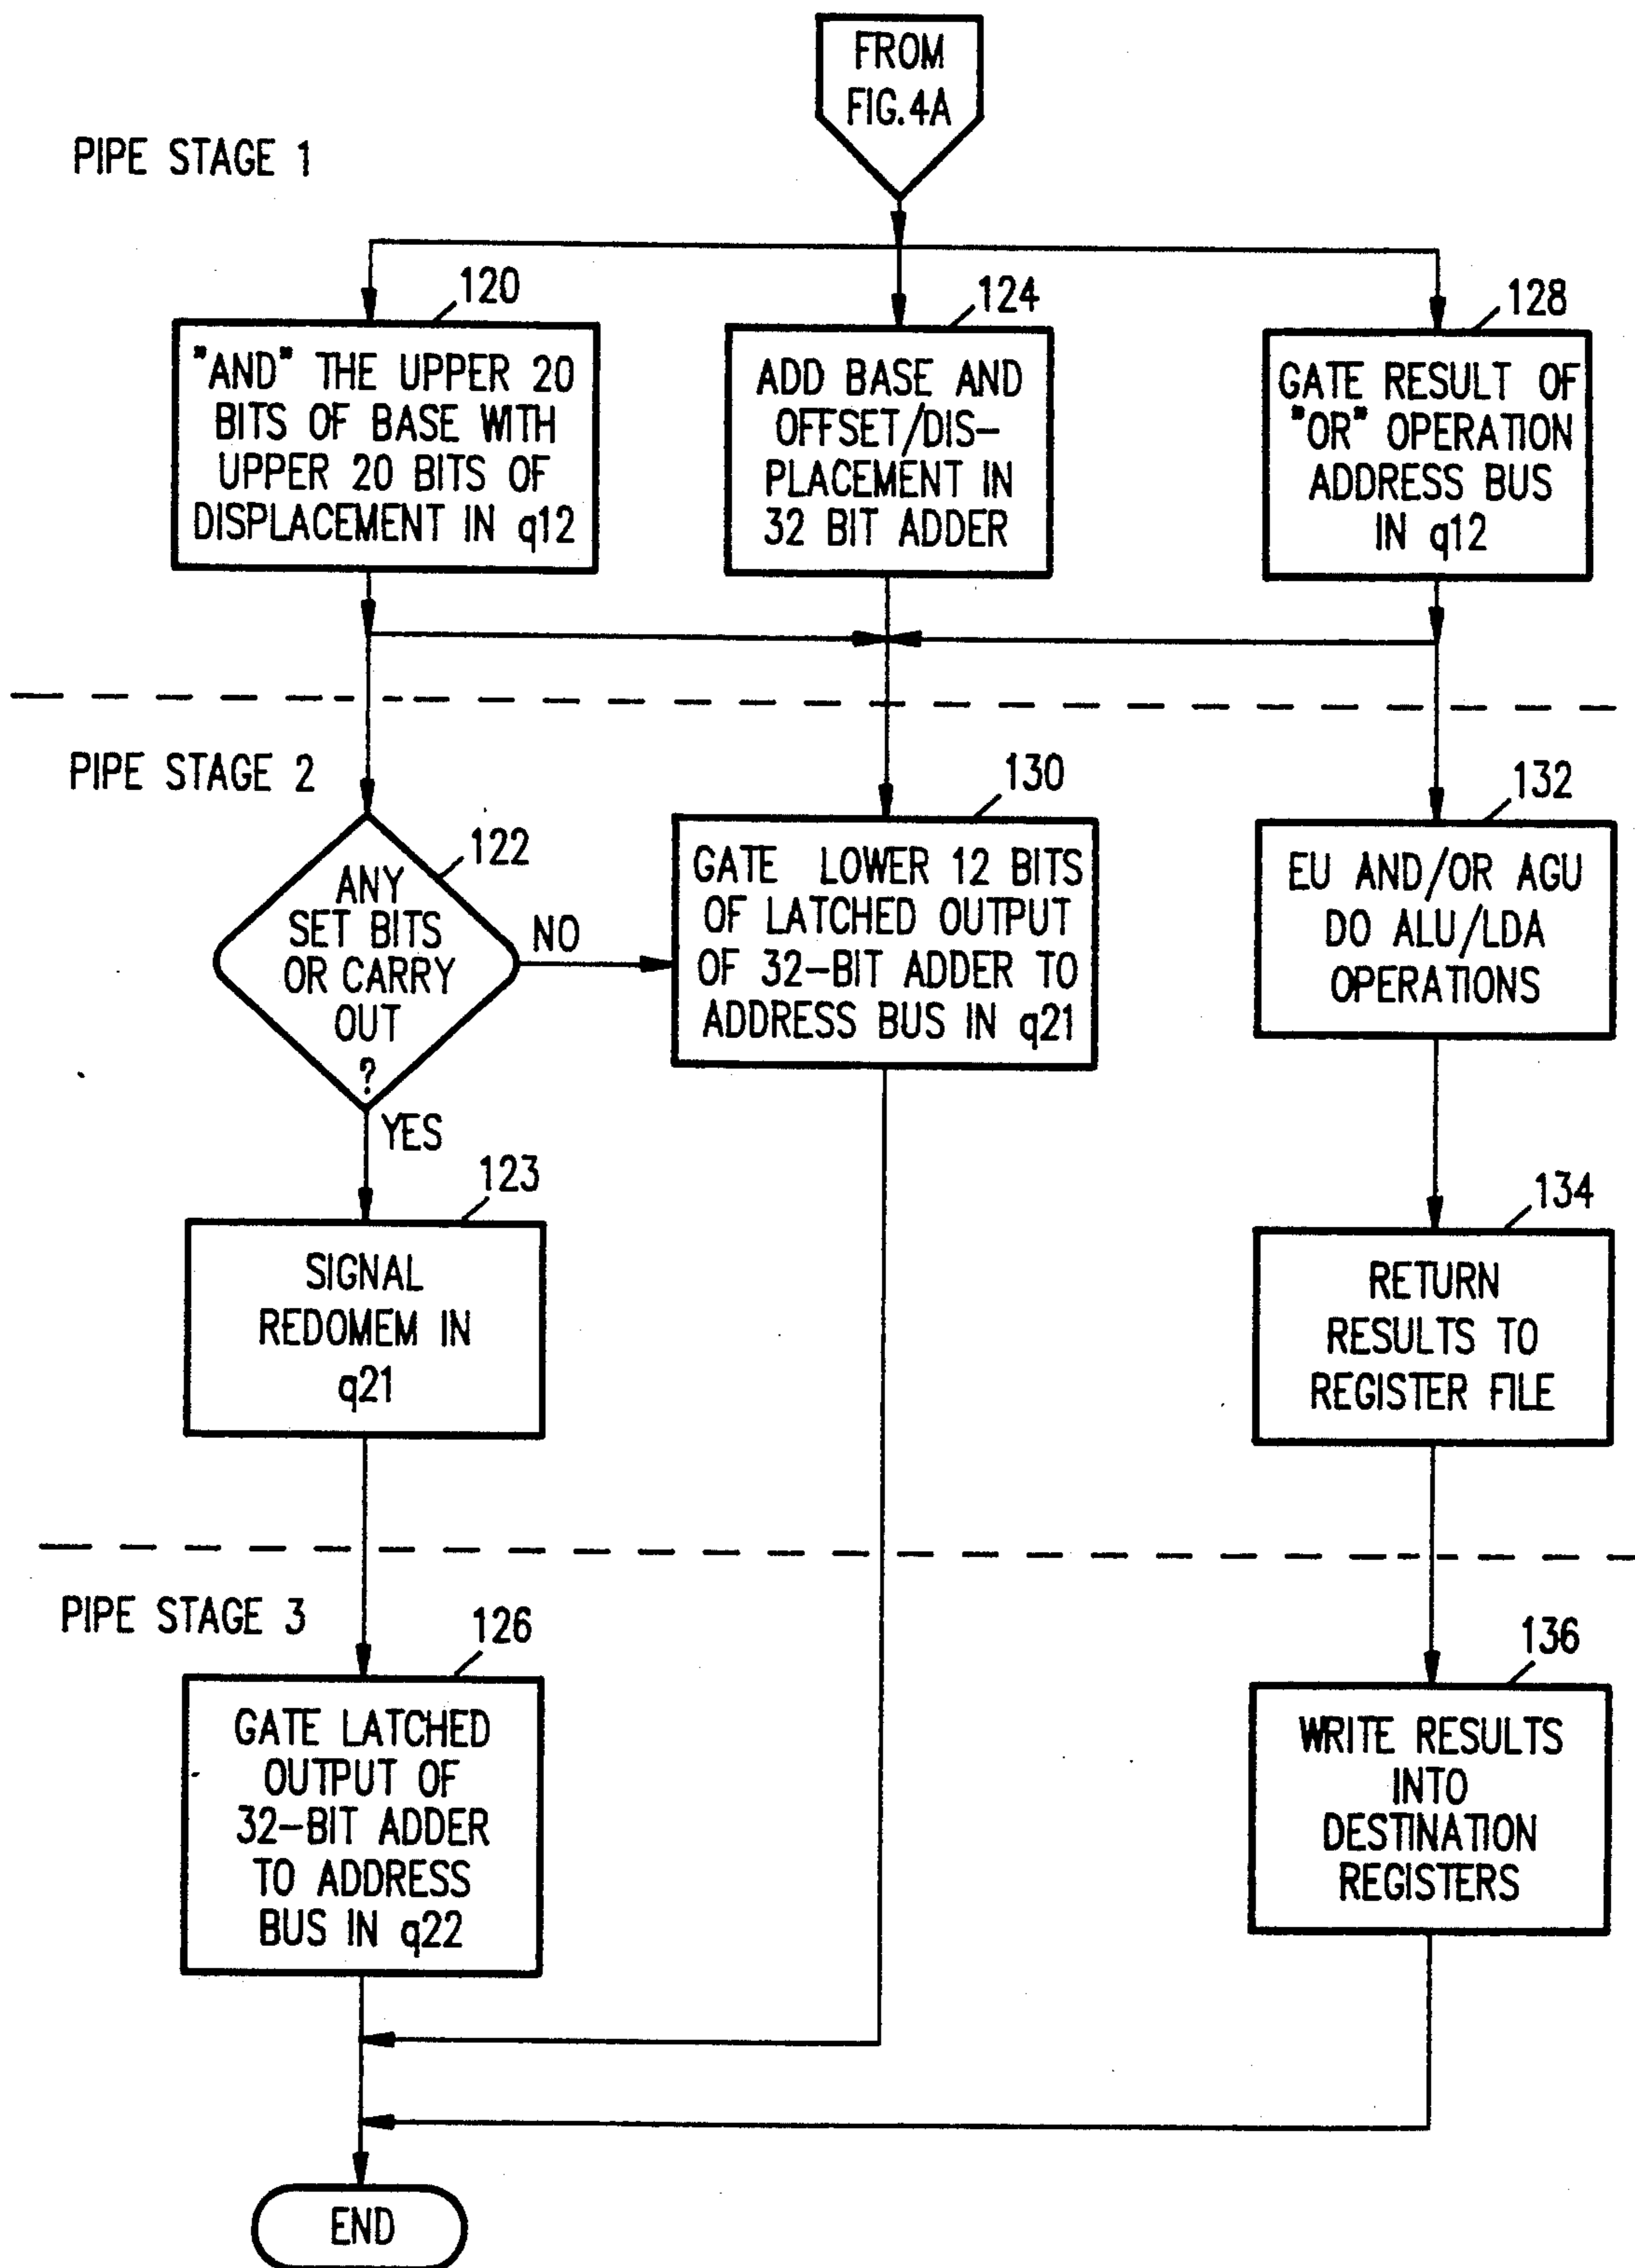 FROM
FIG.4A
PIPE STAGE 1
120
"AND" THE UPPER 20
BITS OF BASE WITH
UPPER 20 BITS OF
DISPLACEMENT IN q12
124
ADD BASE AND
OFFSET/DIS-
PLACEMENT IN
32 BIT ADDER
128
GATE RESULT OF
"OR" OPERATION
ADDRESS BUS
IN q12
PIPE STAGE 2
122
ANY
SET BITS
OR CARRY
OUT
?
NO
YES
130
GATE LOWER 12 BITS
OF LATCHED OUTPUT
OF 32-BIT ADDER TO
ADDRESS BUS IN q21
132
EU AND/OR AGU
DO ALU/LDA
OPERATIONS
123
SIGNAL
REDOMEM IN
q21
134
RETURN
RESULTS TO
REGISTER FILE
PIPE STAGE 3
126
GATE LATCHED
OUTPUT OF
32-BIT ADDER
TO ADDRESS
BUS IN q22
136
WRITE RESULTS
INTO
DESTINATION
REGISTERS
END